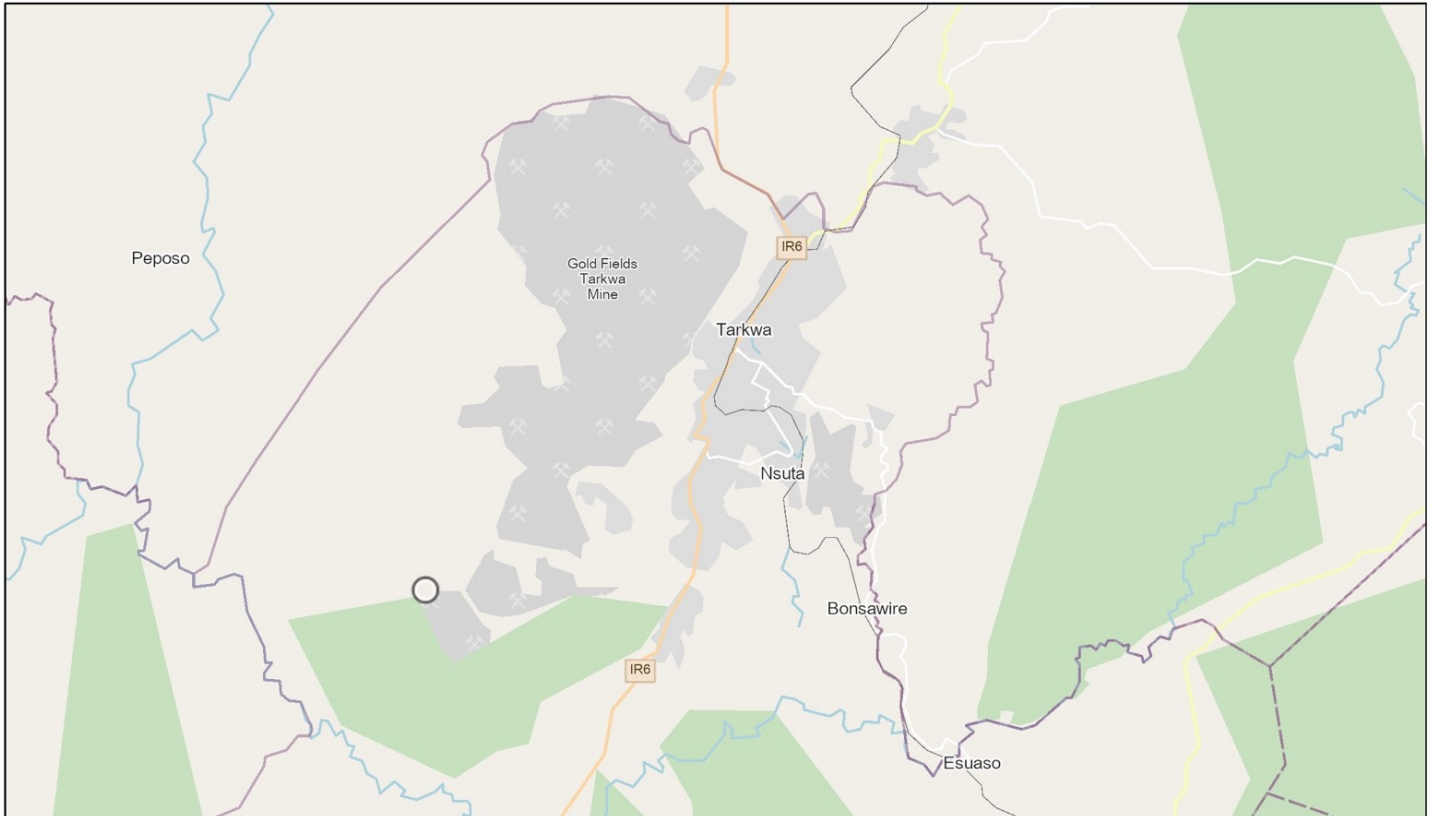 Peposo
IR6
Gold Fields
Tarkwa
Mine
Tarkwa
Nsuta
Bonsawire
IR6
Esuaso